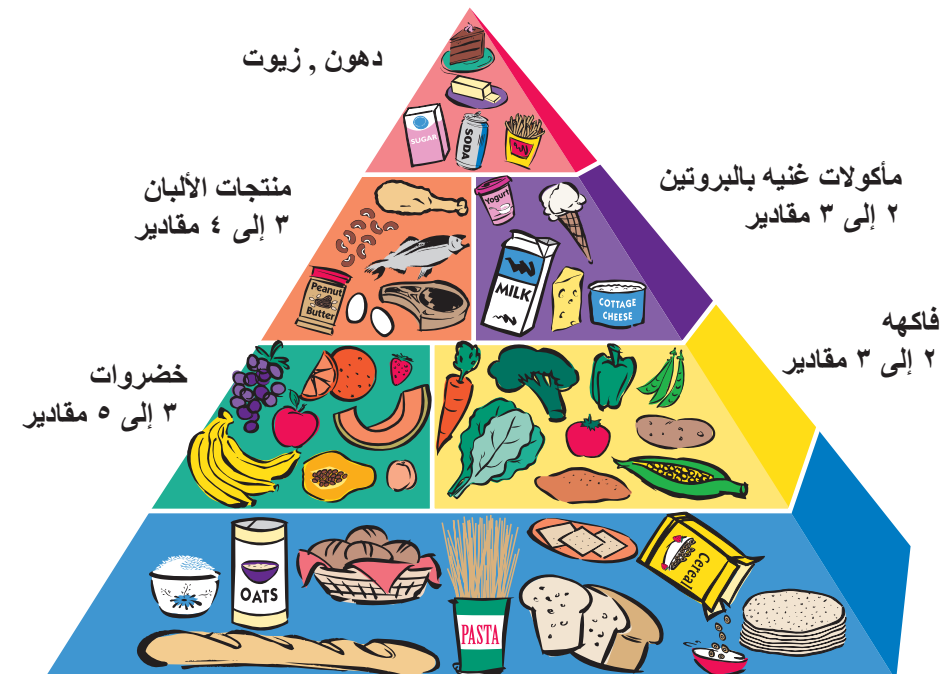 دهون , زيوت
SUGAR
SODA
مأكولات غنيه بالبروتين
٢ إلى ٣ مقادير
منتجات الألبان
٣ إلى ٤ مقادير
Yogurt
MILK
COTTAGE
CHEESE
Peanut
Butter
فاكهه
٢ إلى ٣ مقادير
خضروات
٣ إلى ٥ مقادير
OATS
PASTA
Cereal